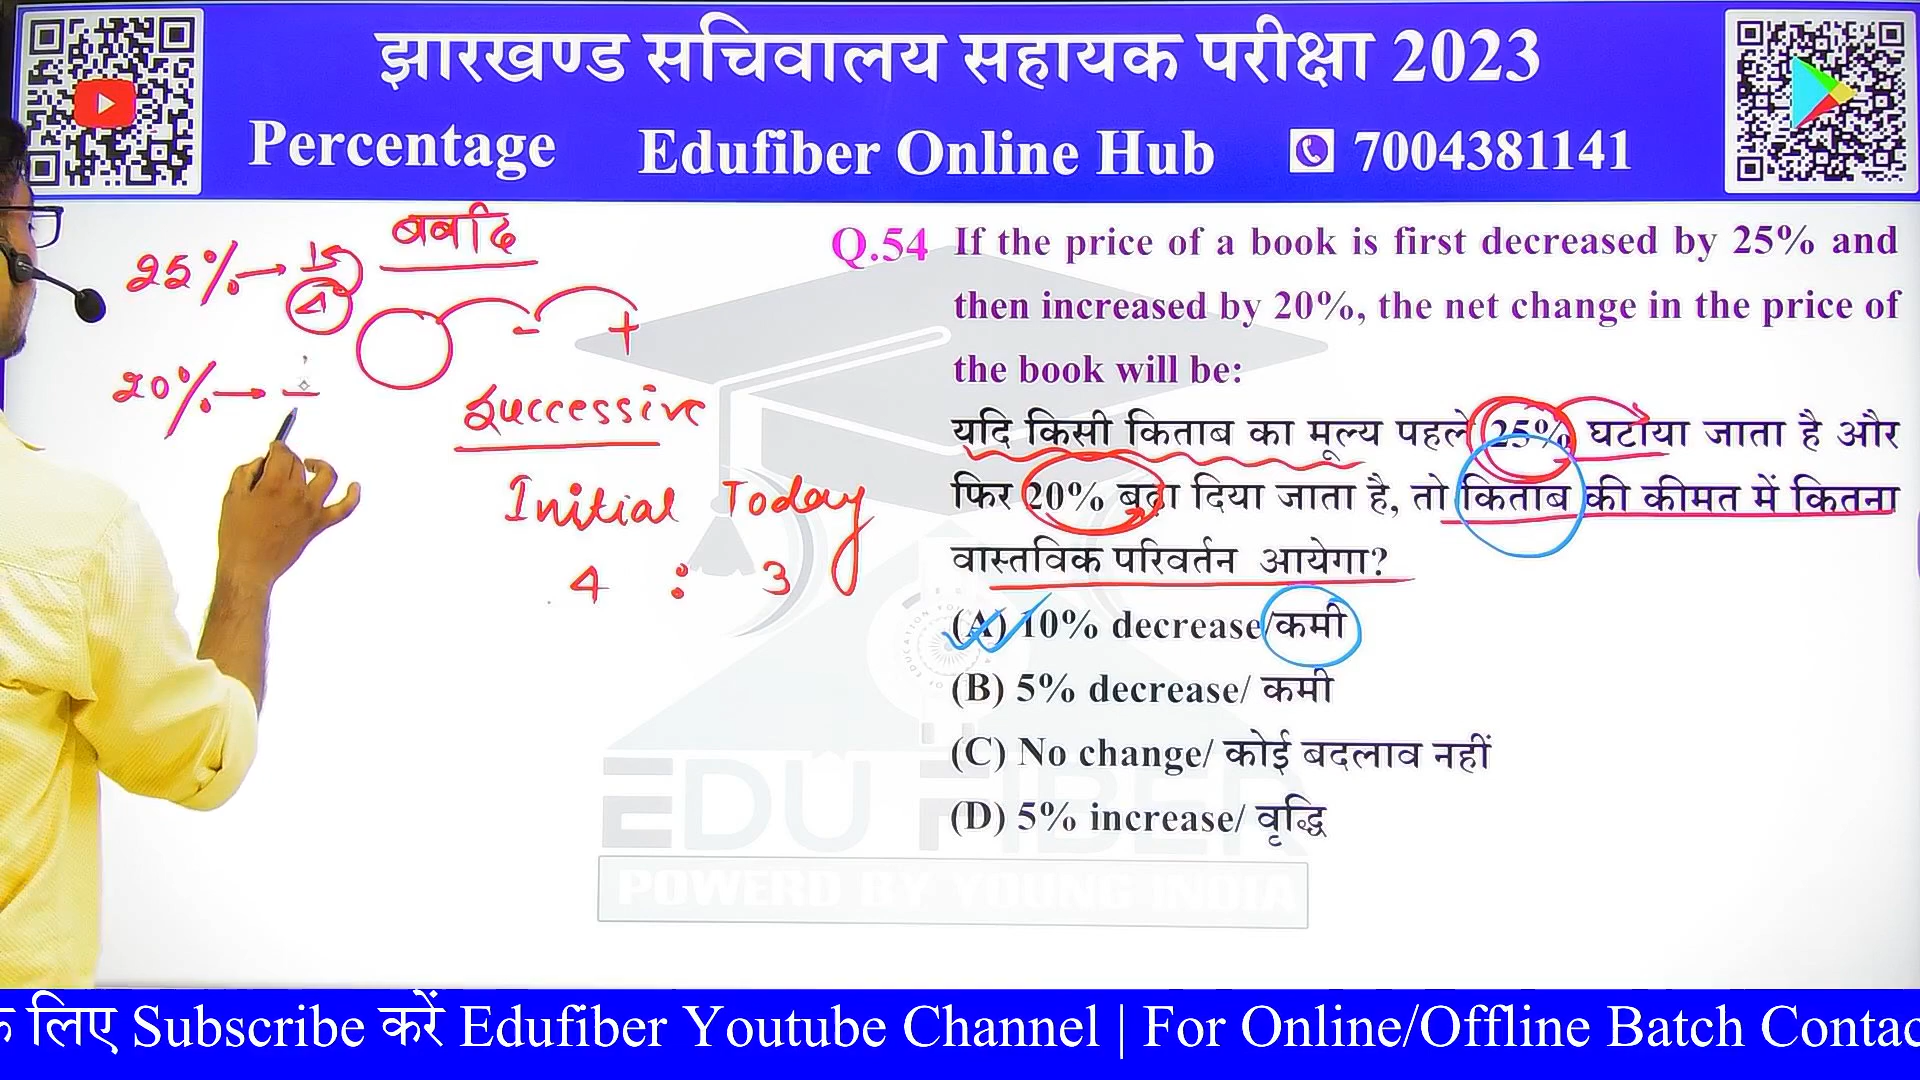 झारखण्ड सचिवालय सहायक परीक्षा 2023
Percentage Edufiber Online Hub 7004381141
Q.54 If the price of a book is first decreased by 25% and
then increased by 20%, the net change in the price of
the book will be:
यदि किसी किताब का मूल्य पहले 25% घटाया जाता है और
फिर 20% बढ़ा दिया जाता है, तो किताब की कीमत में कितना
वास्तविक परिवर्तन आयेगा?
(A) 10% decrease/कमी
(B) 5% decrease/ कमी
(C) No change/ कोई बदलाव नहीं
(D) 5% increase/ वृद्धि
25% →
4
20% →
- +
Successive
Initial Today
4 : 3
EDU FIBER
POWERD BY YOUNG INDIA
लिए Subscribe करें Edufiber Youtube Channel | For Online/Offline Batch Contac